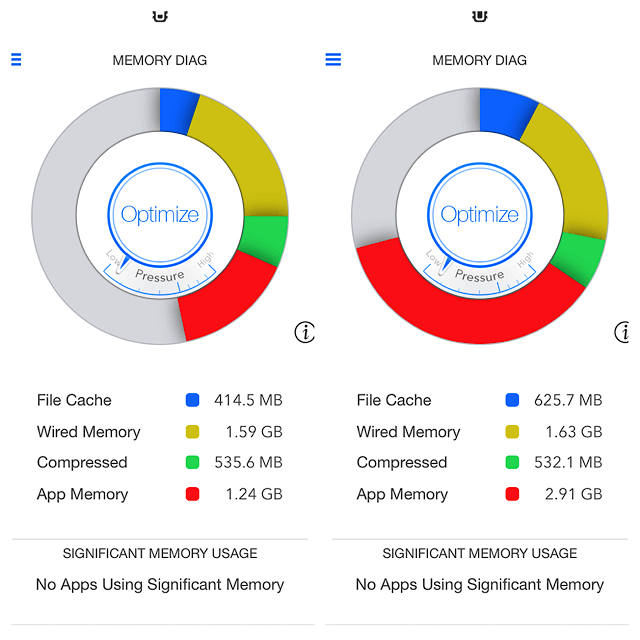 MEMORY DIAG
Optimize
Low
Pressure
High
i
File Cache 414.5 MB
Wired Memory 1.59 GB
Compressed 535.6 MB
App Memory 1.24 GB
SIGNIFICANT MEMORY USAGE
No Apps Using Significant Memory
MEMORY DIAG
Optimize
Low
Pressure
High
i
File Cache 625.7 MB
Wired Memory 1.63 GB
Compressed 532.1 MB
App Memory 2.91 GB
SIGNIFICANT MEMORY USAGE
No Apps Using Significant Memory